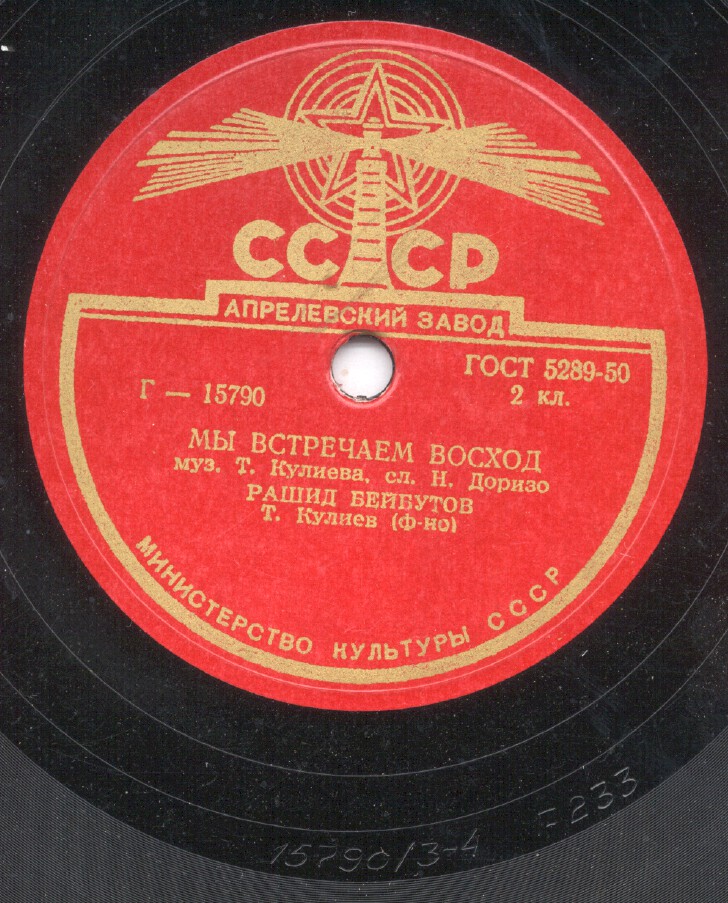 СССР
АПРЕЛЕВСКИЙ ЗАВОД
ГОСТ 5289-50
Г — 15790
2 кл.
МЫ ВСТРЕЧАЕМ ВОСХОД
муз. Т. Кулиева, сл. Н. Доризо
РАШИД БЕЙБУТОВ
Т. Кулиев (ф-но)
МИНИСТЕРСТВО КУЛЬТУРЫ СССР
15790/3-4
=233